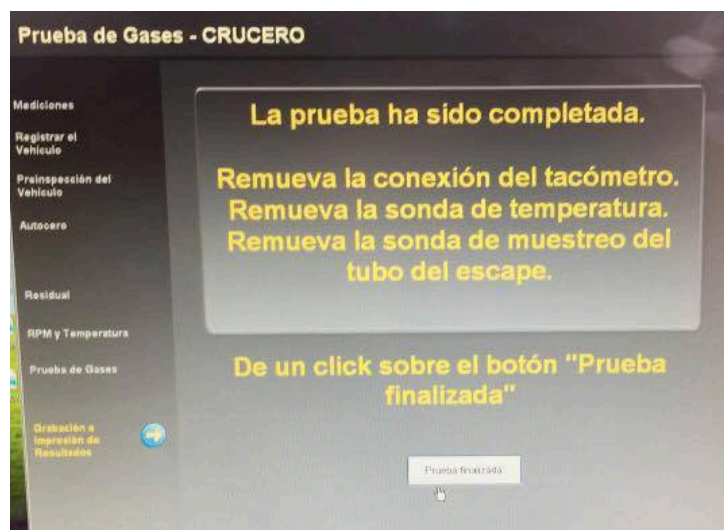 Prueba de Gases - CRUCERO
Mediciones
Registrar el
Vehiculo
Preinspección del
Vehiculo
Autocero
Residual
RPM y Temperatura
Prueba de Gases
Grabación e
Impresión de
Resultados
La prueba ha sido completada.
Remueva la conexión del tacómetro.
Remueva la sonda de temperatura.
Remueva la sonda de muestreo del
tubo del escape.
De un click sobre el botón "Prueba
finalizada"
Prueba finalizada